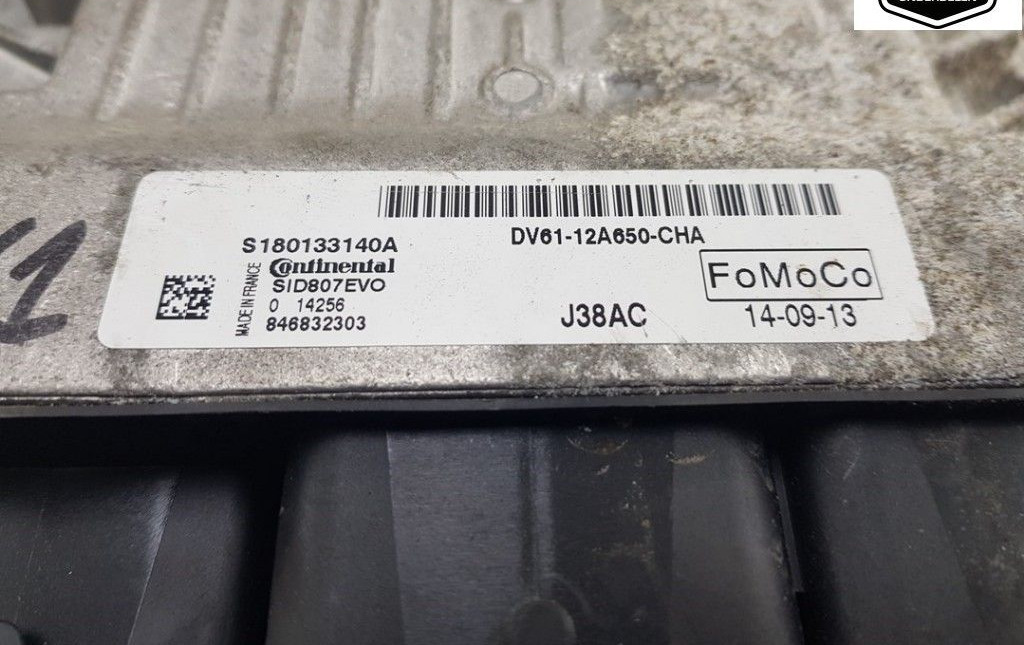 DV61-12A650-CHA
S180133140A
Continental
SID807EVO
0 14256
846832303
MADE IN FRANCE
FoMoCo
J38AC
14-09-13